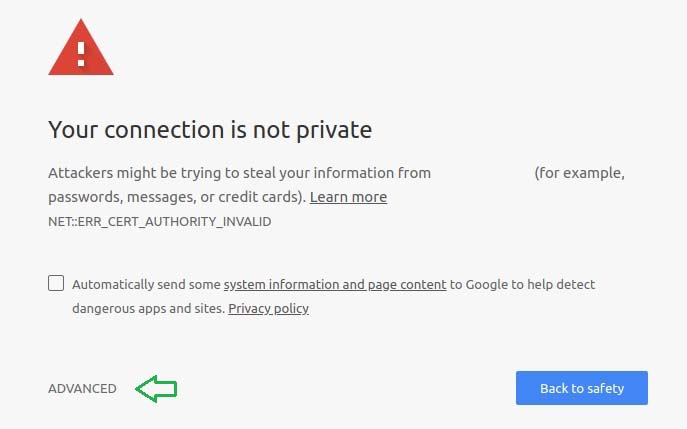 Your connection is not private
Attackers might be trying to steal your information from (for example,
passwords, messages, or credit cards). Learn more
NET::ERR_CERT_AUTHORITY_INVALID
Automatically send some system information and page content to Google to help detect
dangerous apps and sites. Privacy policy
ADVANCED
Back to safety